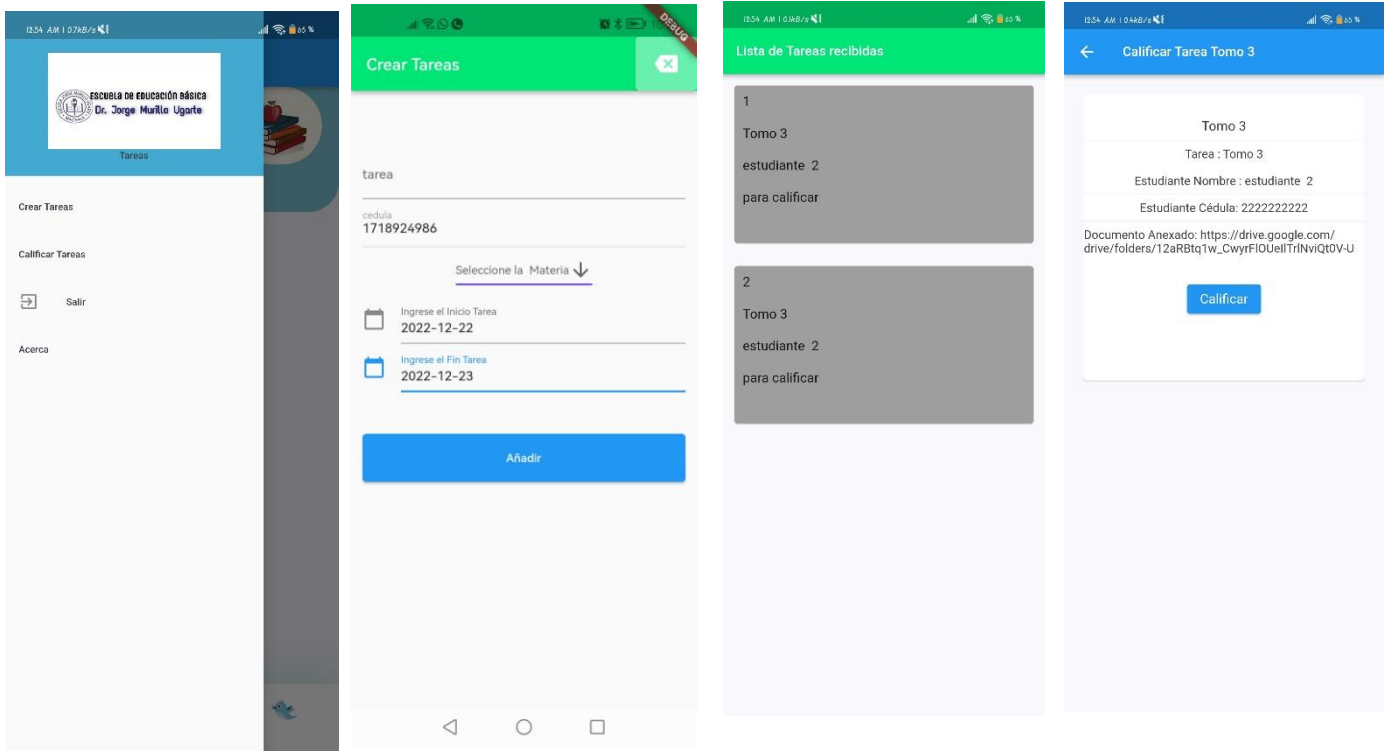 12:54 AM | 0.7kB/s
65 %
ESCUELA DE EDUCACIÓN BÁSICA
Dr. Jorge Murillo Ugarte
Tareas
Crear Tareas
Calificar Tareas
Salir
Acerca
DEBUG
Crear Tareas
tarea
cedula
1718924986
Seleccione la Materia
Ingrese el Inicio Tarea
2022-12-22
Ingrese el Fin Tarea
2022-12-23
Añadir
12:54 AM | 0.1kB/s
65 %
Lista de Tareas recibidas
1
Tomo 3
estudiante 2
para calificar
2
Tomo 3
estudiante 2
para calificar
12:54 AM | 0.4kB/s
65 %
Calificar Tarea Tomo 3
Tomo 3
Tarea : Tomo 3
Estudiante Nombre : estudiante 2
Estudiante Cédula: 2222222222
Documento Anexado: https://drive.google.com/
drive/folders/12aRBtq1w_CwyrFlOUeIlTrlNviQt0V-U
Calificar